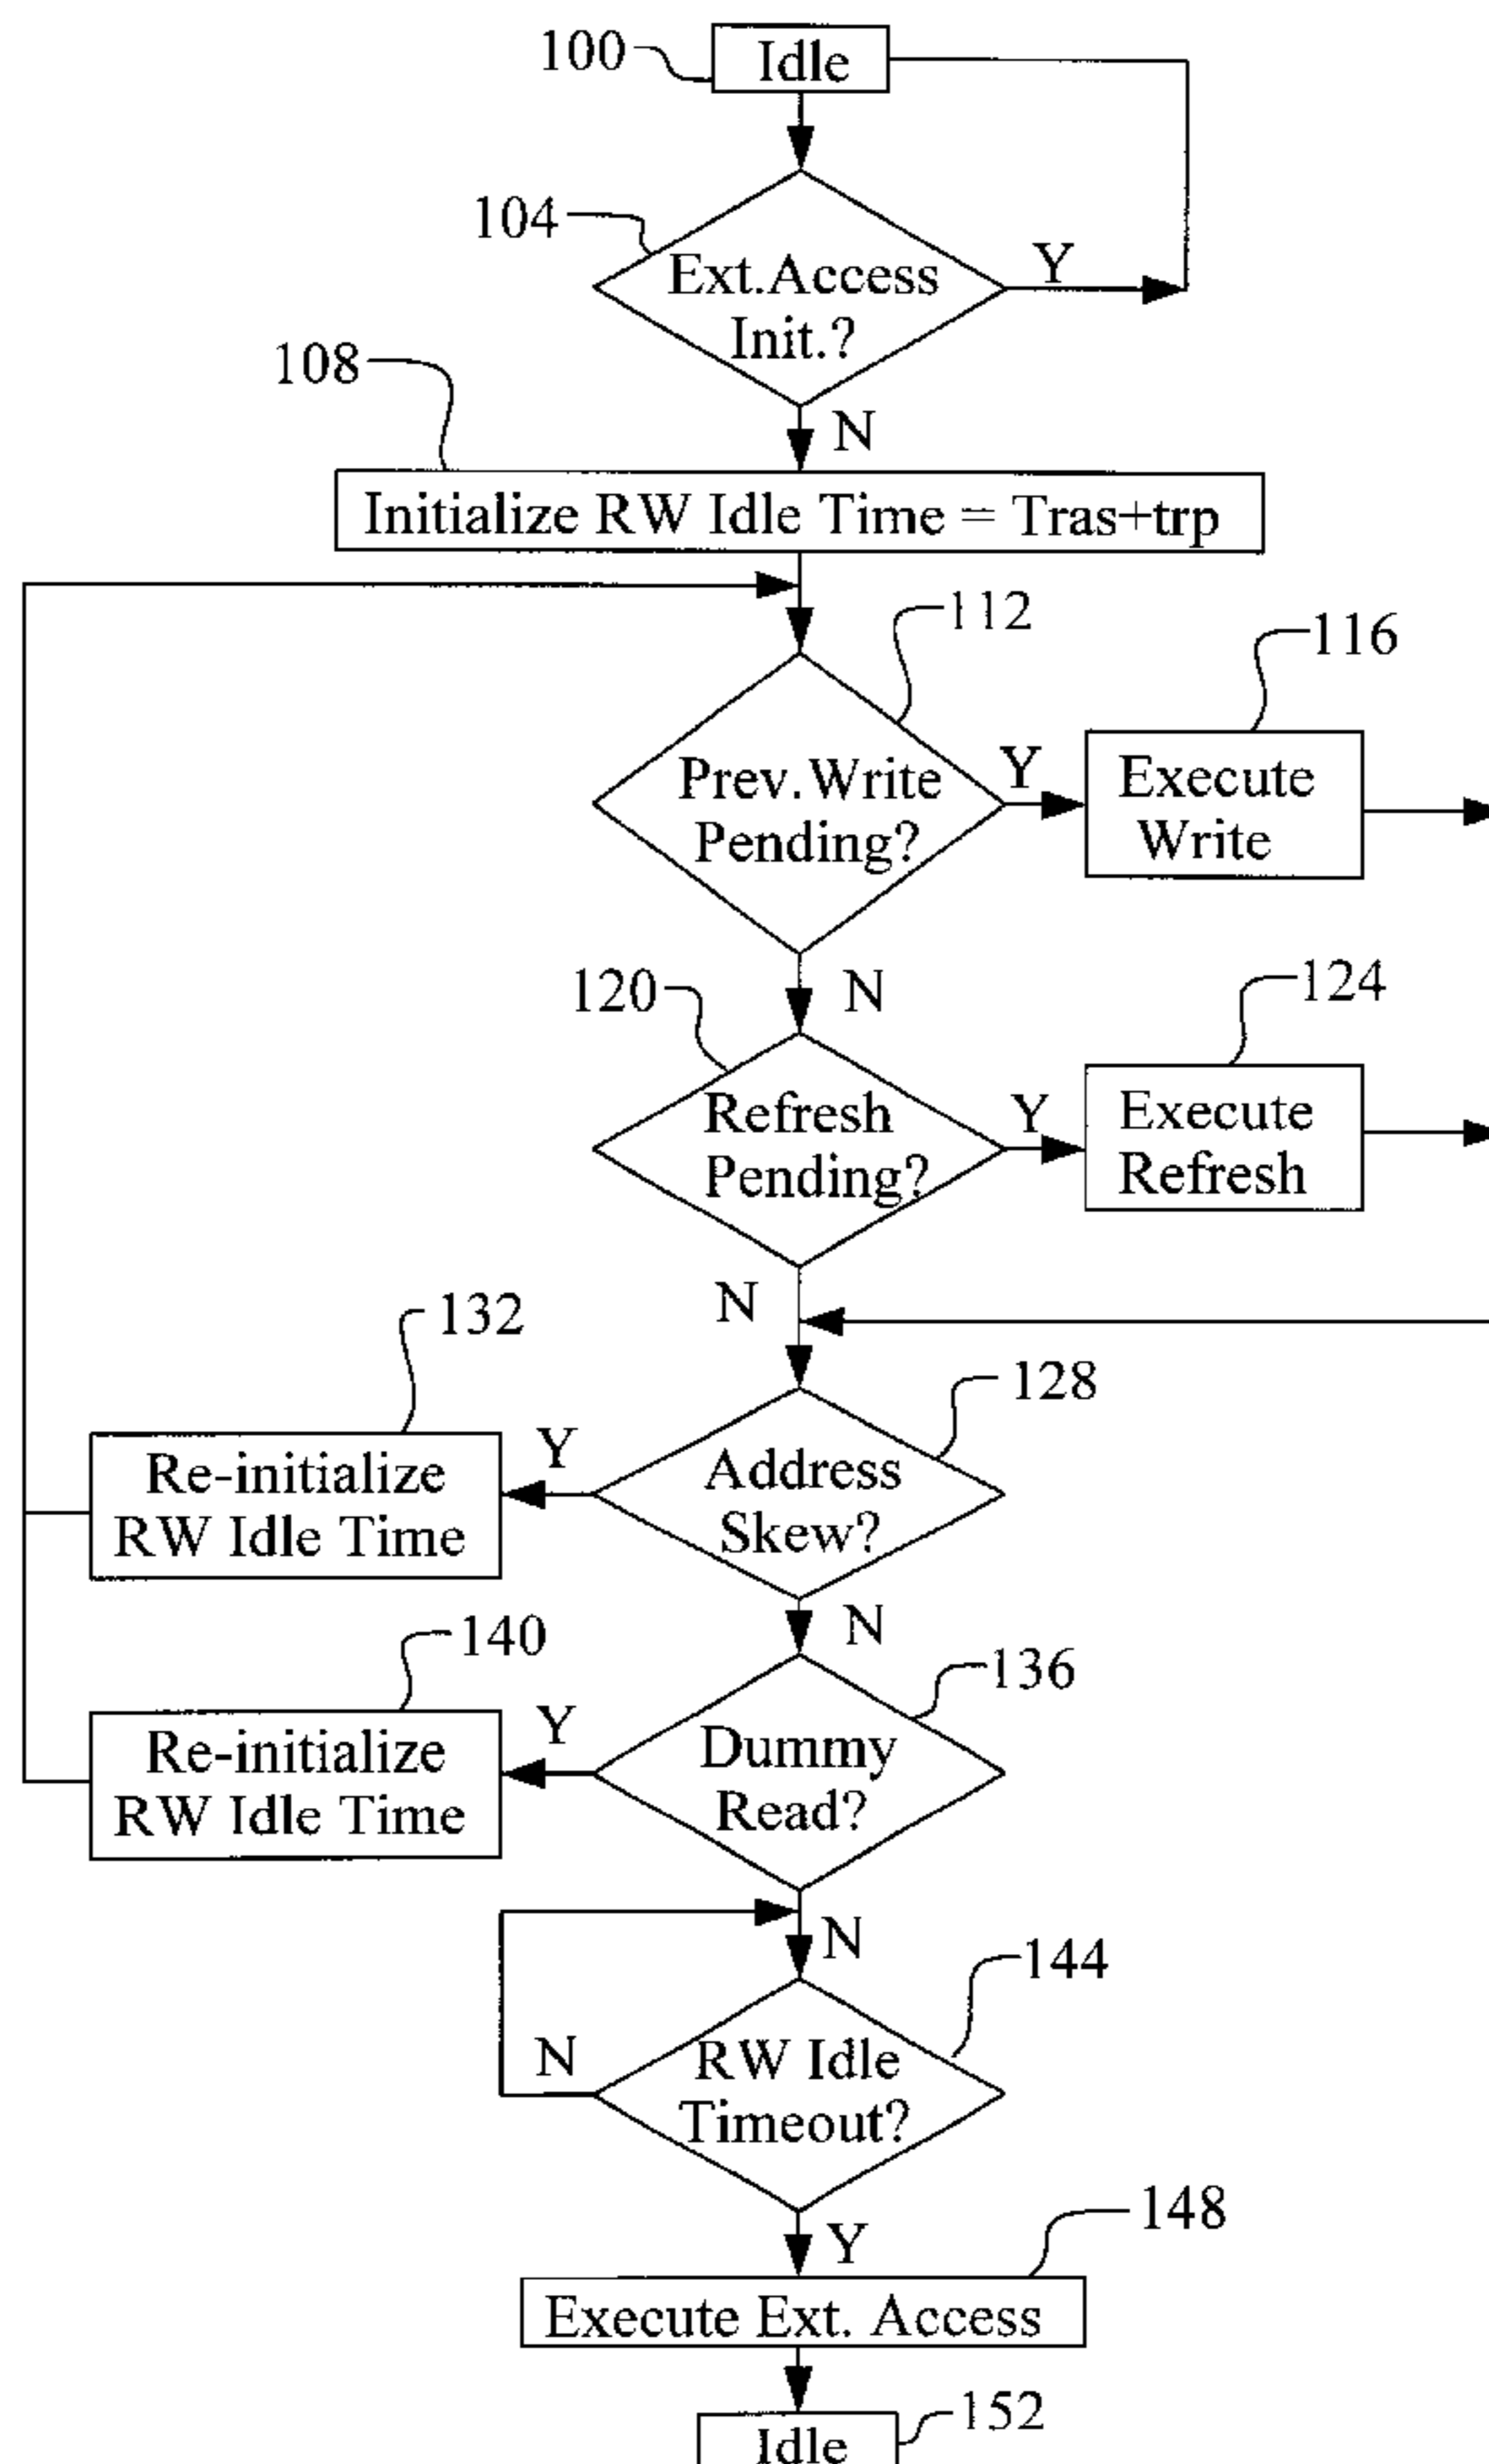 100
Idle
104
Ext.Access
Init.?
Y
108
N
Initialize RW Idle Time = Tras+trp
112
116
Prev.Write
Pending?
Y
Execute
Write
120
N
124
Refresh
Pending?
Y
Execute
Refresh
N
132
128
Re-initialize
RW Idle Time
Y
Address
Skew?
N
140
136
Re-initialize
RW Idle Time
Y
Dummy
Read?
N
144
N
RW Idle
Timeout?
Y
148
Execute Ext. Access
152
Idle